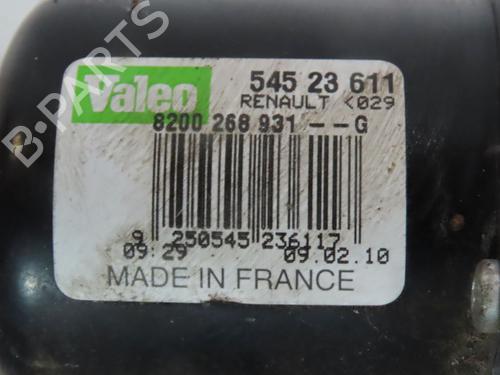 Valeo
545 23 611
RENAULT <029
8200 268 931--G
9 250545 236117
09:29 09.02.10
MADE IN FRANCE